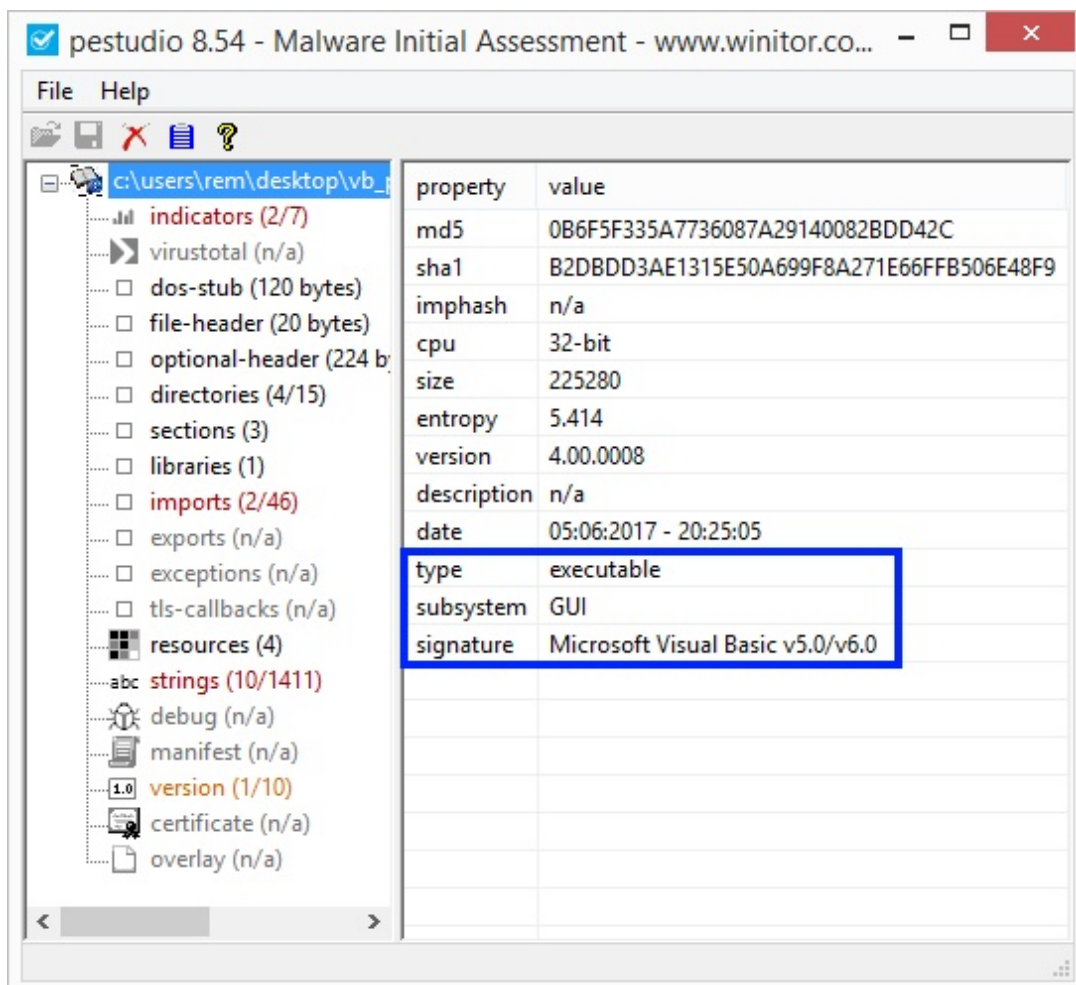 pestudio 8.54 - Malware Initial Assessment - www.winitor.co...
File Help
c:\users\rem\desktop\vb_
indicators (2/7)
virustotal (n/a)
dos-stub (120 bytes)
file-header (20 bytes)
optional-header (224 b
directories (4/15)
sections (3)
libraries (1)
imports (2/46)
exports (n/a)
exceptions (n/a)
tls-callbacks (n/a)
resources (4)
abc strings (10/1411)
debug (n/a)
manifest (n/a)
1.0 version (1/10)
certificate (n/a)
overlay (n/a)
property value
md5 0B6F5F335A7736087A29140082BDD42C
sha1 B2DBDD3AE1315E50A699F8A271E66FFB506E48F9
imphash n/a
cpu 32-bit
size 225280
entropy 5.414
version 4.00.0008
description n/a
date 05:06:2017 - 20:25:05
type executable
subsystem GUI
signature Microsoft Visual Basic v5.0/v6.0